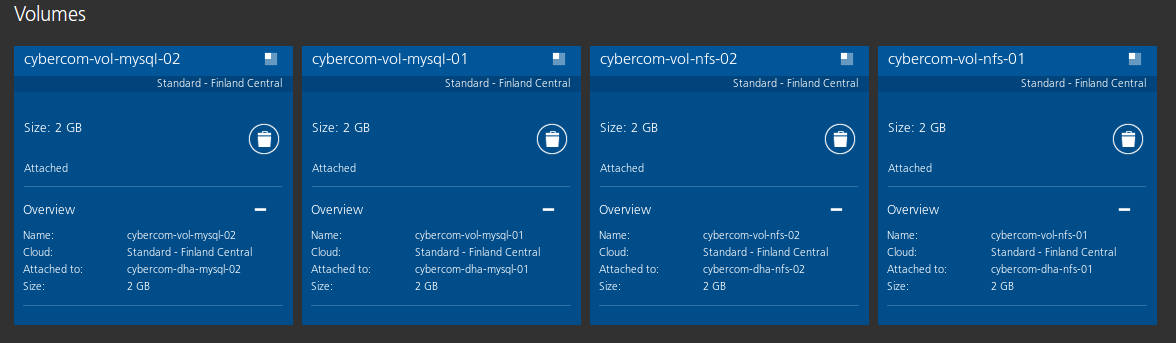 Volumes
cybercom-vol-mysql-02
Standard - Finland Central
Size: 2 GB
Attached
Overview
Name: cybercom-vol-mysql-02
Cloud: Standard - Finland Central
Attached to: cybercom-dha-mysql-02
Size: 2 GB
cybercom-vol-mysql-01
Standard - Finland Central
Size: 2 GB
Attached
Overview
Name: cybercom-vol-mysql-01
Cloud: Standard - Finland Central
Attached to: cybercom-dha-mysql-01
Size: 2 GB
cybercom-vol-nfs-02
Standard - Finland Central
Size: 2 GB
Attached
Overview
Name: cybercom-vol-nfs-02
Cloud: Standard - Finland Central
Attached to: cybercom-dha-nfs-02
Size: 2 GB
cybercom-vol-nfs-01
Standard - Finland Central
Size: 2 GB
Attached
Overview
Name: cybercom-vol-nfs-01
Cloud: Standard - Finland Central
Attached to: cybercom-dha-nfs-01
Size: 2 GB